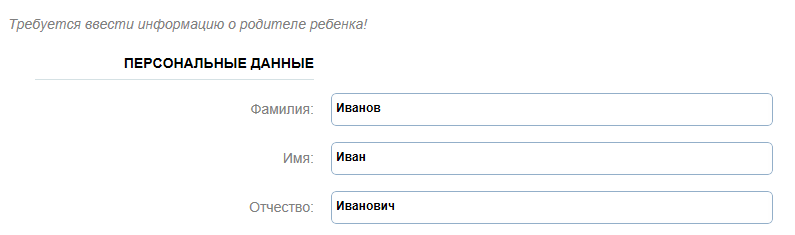 Требуется ввести информацию о родителе ребенка!
ПЕРСОНАЛЬНЫЕ ДАННЫЕ
Фамилия: Иванов
Имя: Иван
Отчество: Иванович